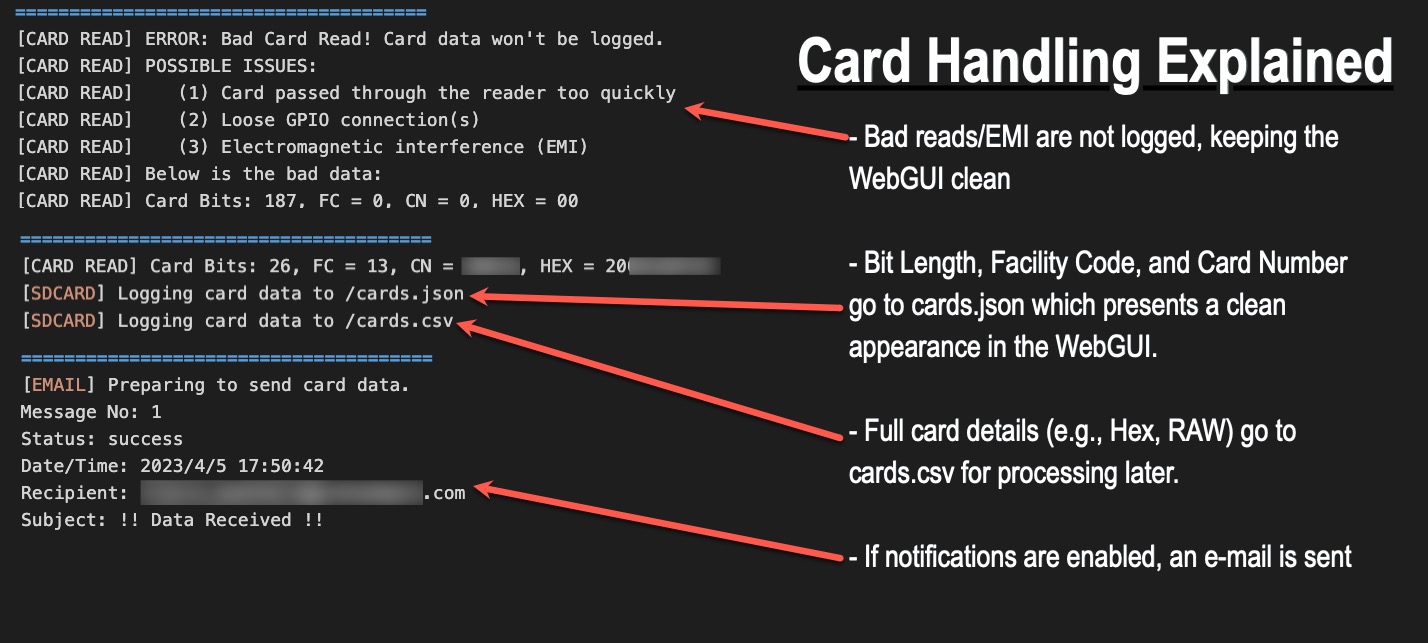 =====================================
[CARD READ] ERROR: Bad Card Read! Card data won't be logged.
[CARD READ] POSSIBLE ISSUES:
[CARD READ]    (1) Card passed through the reader too quickly
[CARD READ]    (2) Loose GPIO connection(s)
[CARD READ]    (3) Electromagnetic interference (EMI)
[CARD READ] Below is the bad data:
[CARD READ] Card Bits: 187, FC = 0, CN = 0, HEX = 00
=====================================
[CARD READ] Card Bits: 26, FC = 13, CN = , HEX = 20
[SDCARD] Logging card data to /cards.json
[SDCARD] Logging card data to /cards.csv
=====================================
[EMAIL] Preparing to send card data.
Message No: 1
Status: success
Date/Time: 2023/4/5 17:50:42
Recipient: .com
Subject: !! Data Received !!
Card Handling Explained
- Bad reads/EMI are not logged, keeping the
WebGUI clean
- Bit Length, Facility Code, and Card Number
go to cards.json which presents a clean
appearance in the WebGUI.
- Full card details (e.g., Hex, RAW) go to
cards.csv for processing later.
- If notifications are enabled, an e-mail is sent